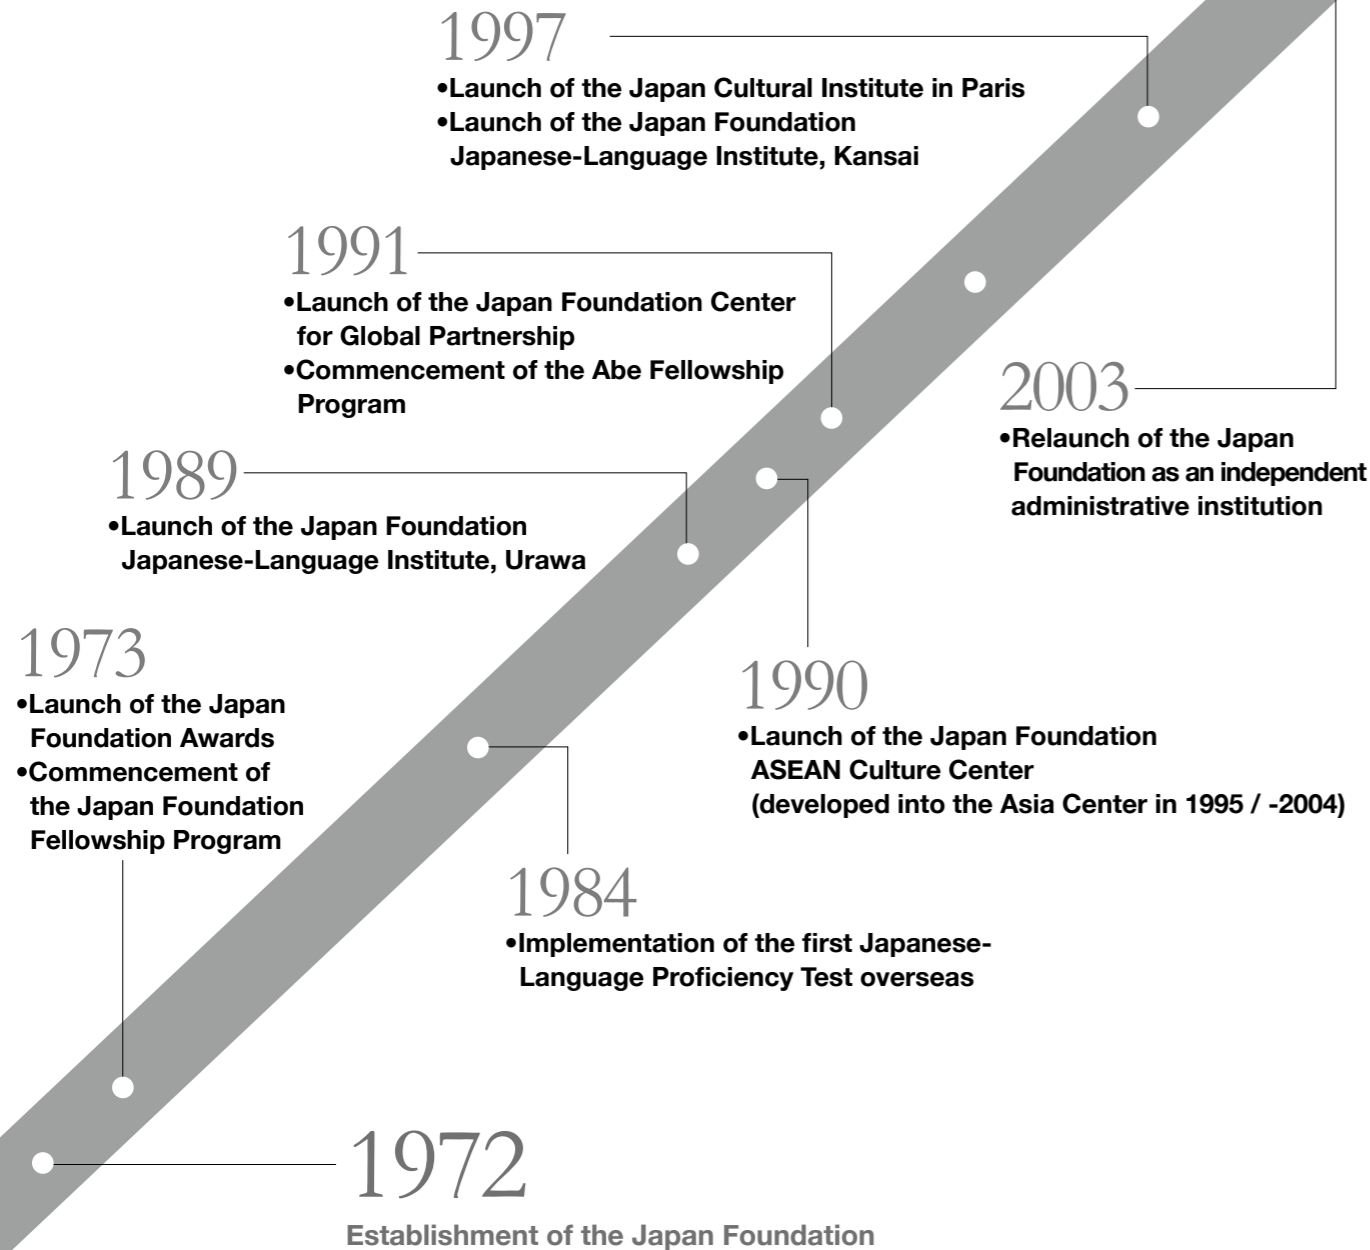 1997
•Launch of the Japan Cultural Institute in Paris
•Launch of the Japan Foundation
Japanese-Language Institute, Kansai
1991
•Launch of the Japan Foundation Center
for Global Partnership
•Commencement of the Abe Fellowship
Program
2003
•Relaunch of the Japan
Foundation as an independent
administrative institution
1989
•Launch of the Japan Foundation
Japanese-Language Institute, Urawa
1973
•Launch of the Japan
Foundation Awards
•Commencement of
the Japan Foundation
Fellowship Program
1990
•Launch of the Japan Foundation
ASEAN Culture Center
(developed into the Asia Center in 1995 / -2004)
1984
•Implementation of the first Japanese-
Language Proficiency Test overseas
1972
Establishment of the Japan Foundation